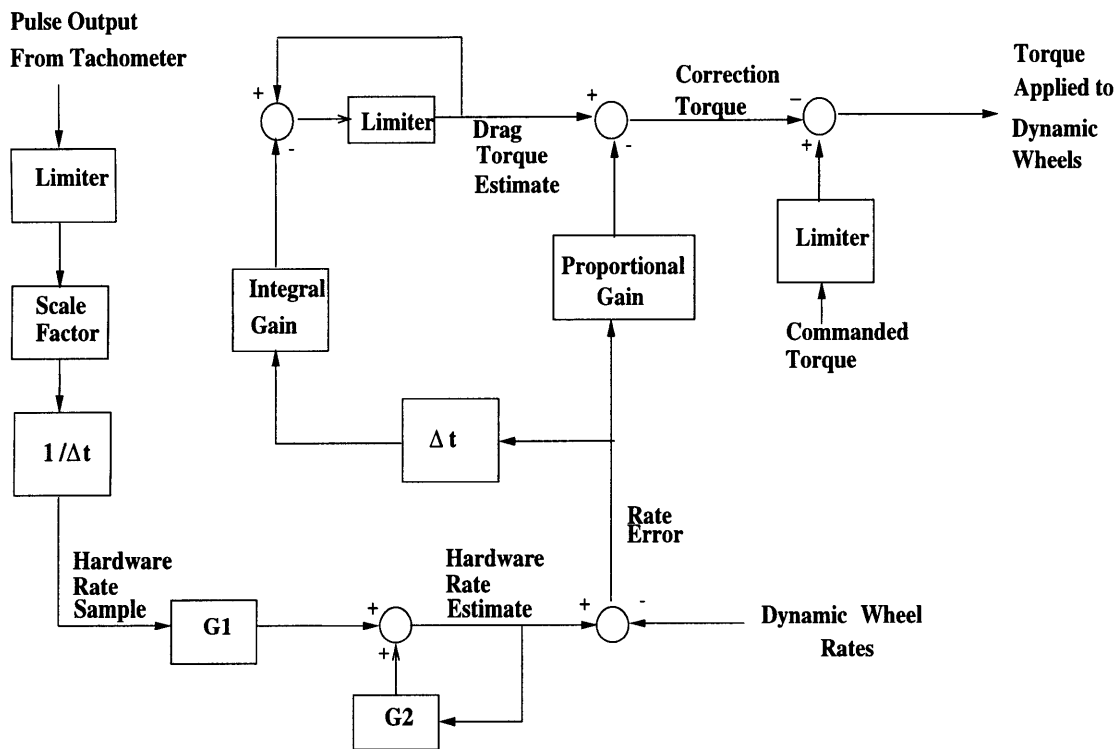 Pulse Output
From Tachometer
Limiter
Scale
Factor
1/Δt
Hardware
Rate
Sample
G1
+
+
G2
Hardware
Rate
Estimate
+
-
Dynamic Wheel
Rates
Rate
Error
Δt
Integral
Gain
+
-
Limiter
Drag
Torque
Estimate
Proportional
Gain
+
-
Correction
Torque
−
+
Limiter
Commanded
Torque
Torque
Applied to
Dynamic
Wheels